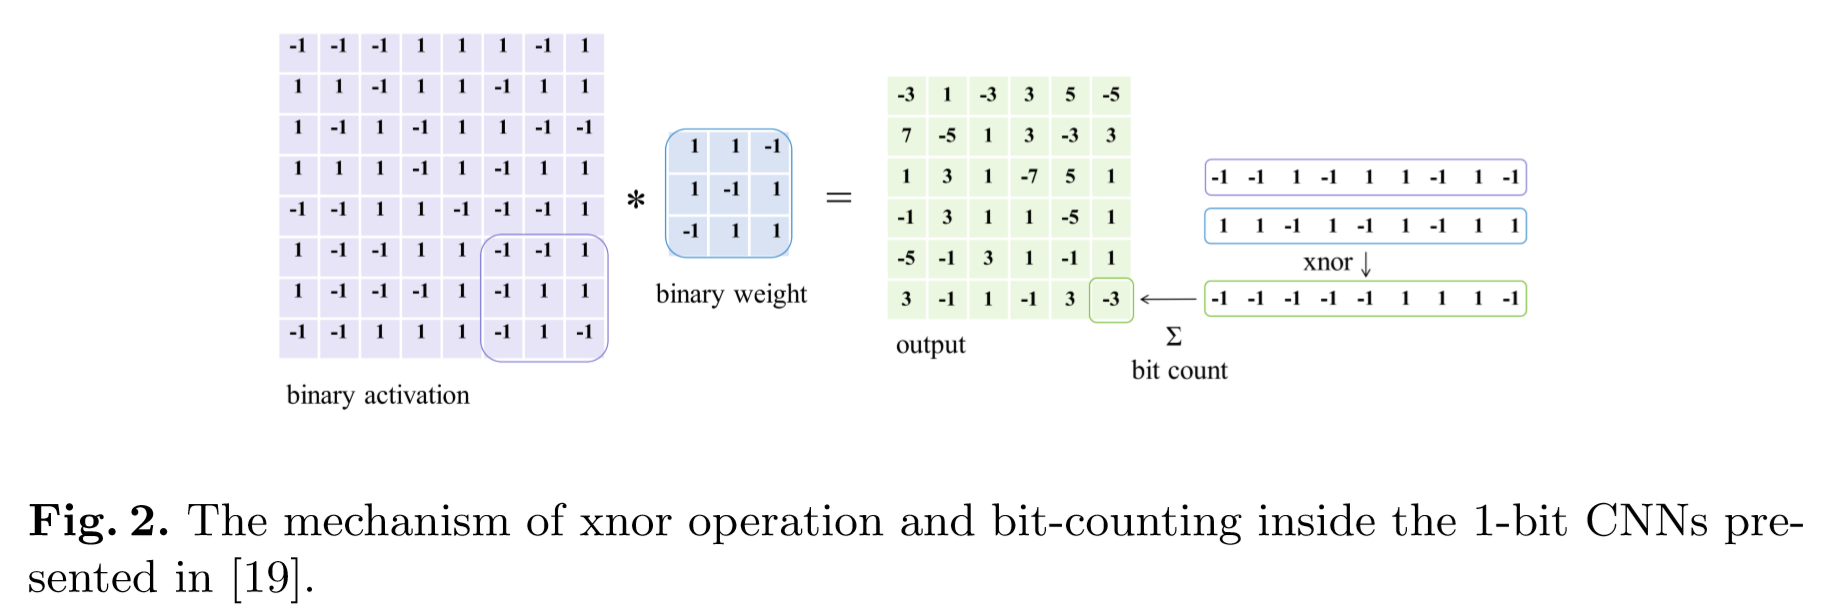 -1 -1 -1 1 1 1 -1 1
1 1 -1 1 1 -1 1 1
1 -1 1 -1 1 1 -1 -1
1 1 1 -1 1 -1 1 1
-1 -1 1 1 -1 -1 -1 1
1 -1 -1 1 1 -1 -1 1
1 -1 -1 -1 1 -1 1 1
-1 -1 1 1 1 -1 1 -1
binary activation
*
1 1 -1
1 -1 1
-1 1 1
binary weight
=
-3 1 -3 3 5 -5
7 -5 1 3 -3 3
1 3 1 -7 5 1
-1 3 1 1 -5 1
-5 -1 3 1 -1 1
3 -1 1 -1 3 -3
output
-1 -1 1 -1 1 1 -1 1 -1
1 1 -1 1 -1 1 -1 1 1
xnor ↓
-1 -1 -1 -1 -1 1 1 1 -1
←
Σ
bit count
Fig. 2. The mechanism of xnor operation and bit-counting inside the 1-bit CNNs pre-
sented in [19].